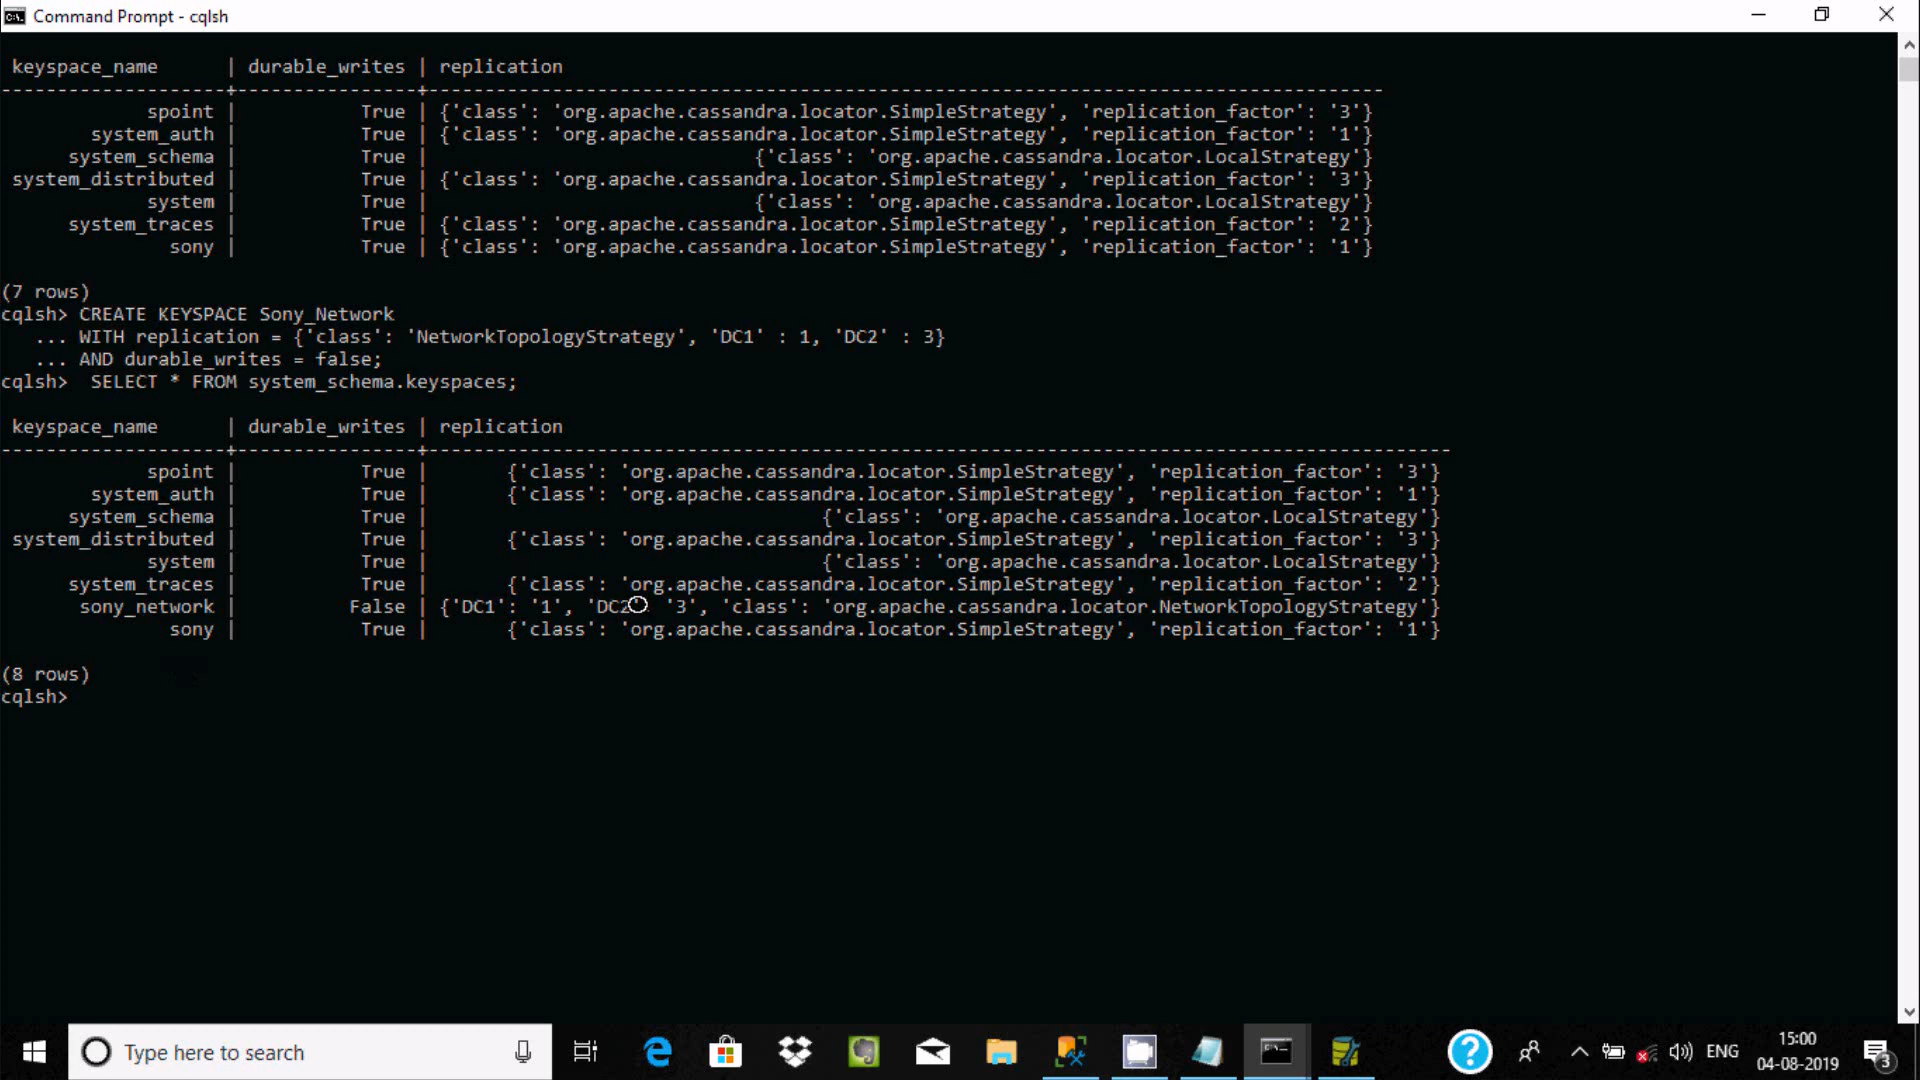 Command Prompt - cqlsh
keyspace_name | durable_writes | replication
--------------------+----------------+-------------------------------------------------------------------------------------
spoint | True | {'class': 'org.apache.cassandra.locator.SimpleStrategy', 'replication_factor': '3'}
system_auth | True | {'class': 'org.apache.cassandra.locator.SimpleStrategy', 'replication_factor': '1'}
system_schema | True | {'class': 'org.apache.cassandra.locator.LocalStrategy'}
system_distributed | True | {'class': 'org.apache.cassandra.locator.SimpleStrategy', 'replication_factor': '3'}
system | True | {'class': 'org.apache.cassandra.locator.LocalStrategy'}
system_traces | True | {'class': 'org.apache.cassandra.locator.SimpleStrategy', 'replication_factor': '2'}
sony | True | {'class': 'org.apache.cassandra.locator.SimpleStrategy', 'replication_factor': '1'}
(7 rows)
cqlsh> CREATE KEYSPACE Sony_Network
... WITH replication = {'class': 'NetworkTopologyStrategy', 'DC1' : 1, 'DC2' : 3}
... AND durable_writes = false;
cqlsh> SELECT * FROM system_schema.keyspaces;
keyspace_name | durable_writes | replication
--------------------+----------------+-------------------------------------------------------------------------------------------
spoint | True | {'class': 'org.apache.cassandra.locator.SimpleStrategy', 'replication_factor': '3'}
system_auth | True | {'class': 'org.apache.cassandra.locator.SimpleStrategy', 'replication_factor': '1'}
system_schema | True | {'class': 'org.apache.cassandra.locator.LocalStrategy'}
system_distributed | True | {'class': 'org.apache.cassandra.locator.SimpleStrategy', 'replication_factor': '3'}
system | True | {'class': 'org.apache.cassandra.locator.LocalStrategy'}
system_traces | True | {'class': 'org.apache.cassandra.locator.SimpleStrategy', 'replication_factor': '2'}
sony_network | False | {'DC1': '1', 'DC2 '3', 'class': 'org.apache.cassandra.locator.NetworkTopologyStrategy'}
sony | True | {'class': 'org.apache.cassandra.locator.SimpleStrategy', 'replication_factor': '1'}
(8 rows)
cqlsh>
Type here to search
ENG
15:00
04-08-2019
3